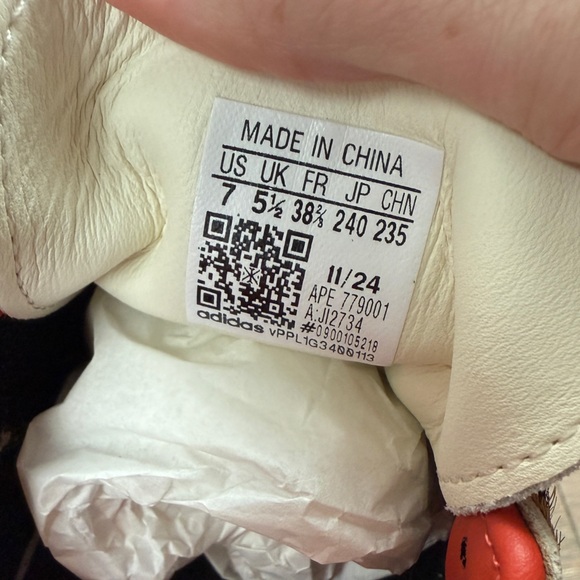 MADE IN CHINA
US UK FR JP CHN
7 5½ 38⅔ 240 235
11/24
APE 779001
A:JI2734
#0900105218
adidas vPPL1G3400113